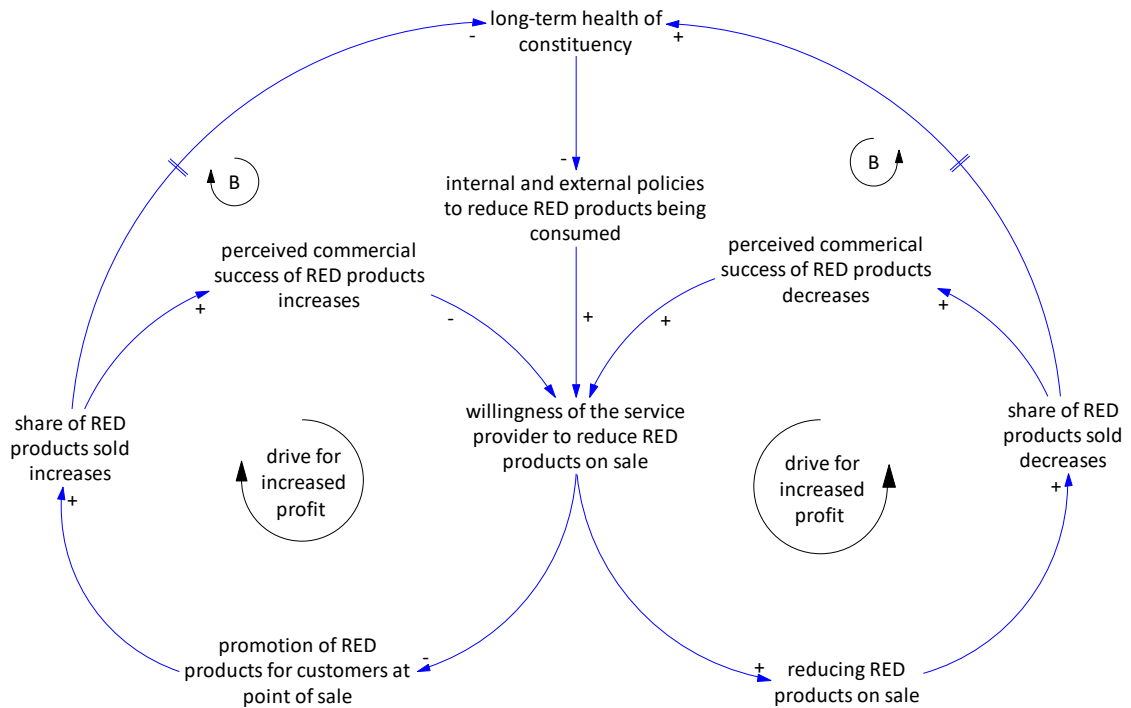 long-term health of
constituency
-
+
B
B
-
internal and external policies
to reduce RED products being
consumed
perceived commercial
success of RED products
increases
perceived commerical
success of RED products
decreases
+
-
+
+
+
share of RED
products sold
increases
willingness of the service
provider to reduce RED
products on sale
share of RED
products sold
decreases
drive for
increased
profit
drive for
increased
profit
+
+
promotion of RED
products for customers at
point of sale
-
+
reducing RED
products on sale